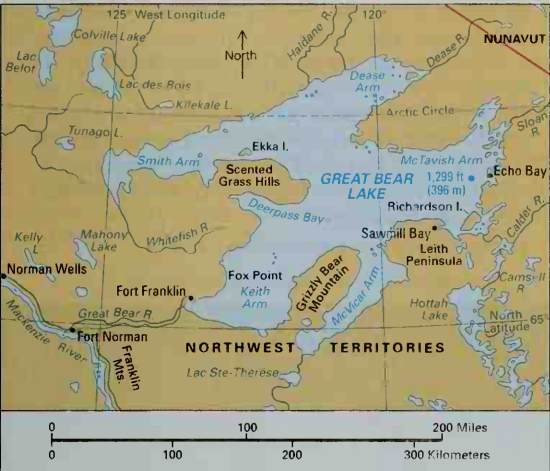 125° West Longitude
120°
Colville Lake
Lac
Belot
Lac des Bois
North
Haldane R.
Dease R.
NUNAVUT
Dease
Arm
Kilekale L.
Arctic Circle
Sloan
R.
Tunago L.
Ekka I.
Smith Arm
Scented
Grass Hills
McTavish Arm
GREAT BEAR
LAKE
1,299 ft
(396 m)
Echo Bay
Richardson I.
Deerpass Bay
Sawmill Bay
Leith
Peninsula
Calder R.
Whitefish R.
Kelly
L.
Mahony
Lake
Norman Wells
Fox Point
Keith
Arm
Grizzly Bear
Mountain
McVicar Arm
Camsell
R
Fort Franklin
Hottah
Lake
Great Bear R.
North
Latitude
65°
Mackenzie River
Fort Norman
Franklin
Mts.
NORTHWEST TERRITORIES
Lac Ste-Therese
0 100 200 Miles
0 100 200 300 Kilometers